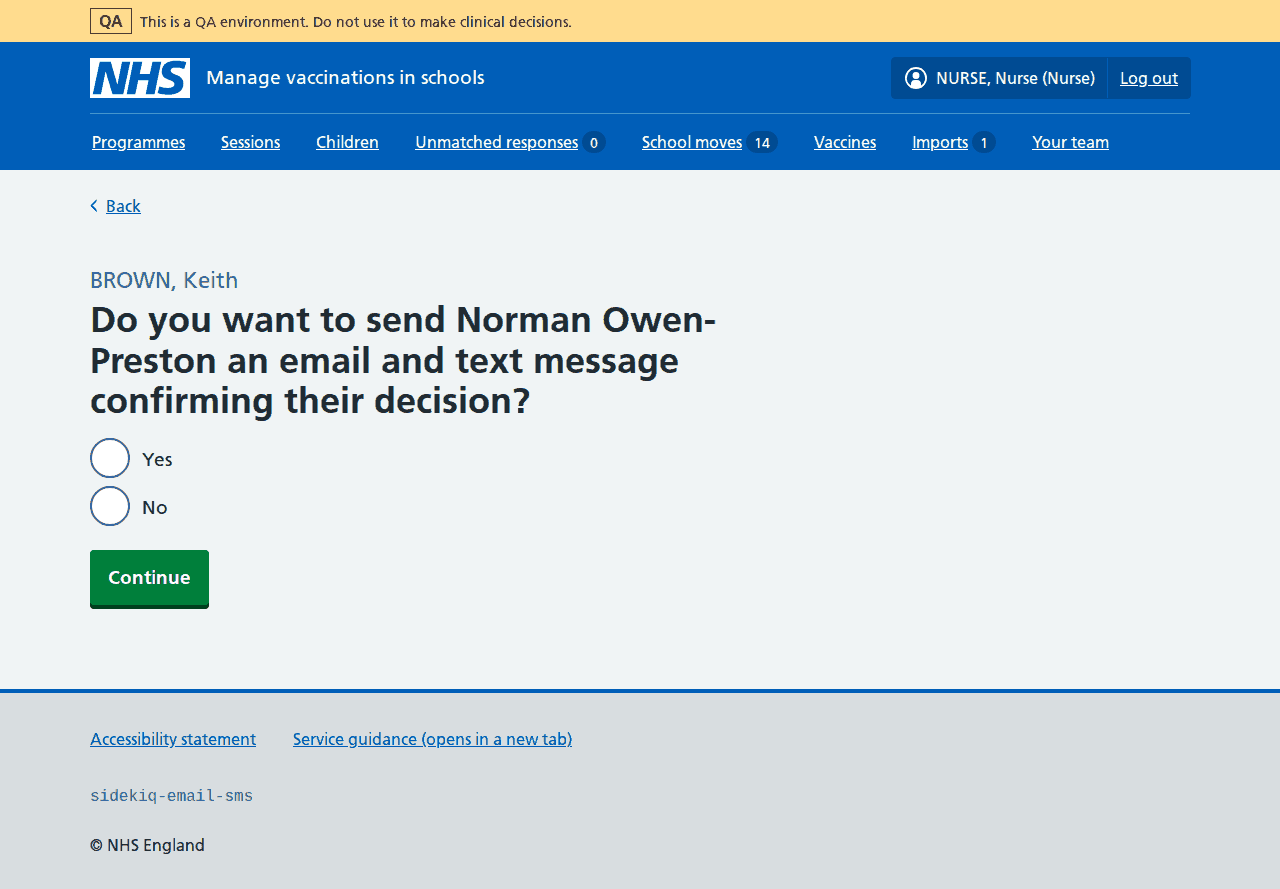 QA This is a QA environment. Do not use it to make clinical decisions.
NHS Manage vaccinations in schools NURSE, Nurse (Nurse) Log out
Programmes Sessions Children Unmatched responses 0 School moves 14 Vaccines Imports 1 Your team
Back
BROWN, Keith
Do you want to send Norman Owen-
Preston an email and text message
confirming their decision?
Yes
No
Continue
Accessibility statement Service guidance (opens in a new tab)
sidekiq-email-sms
© NHS England